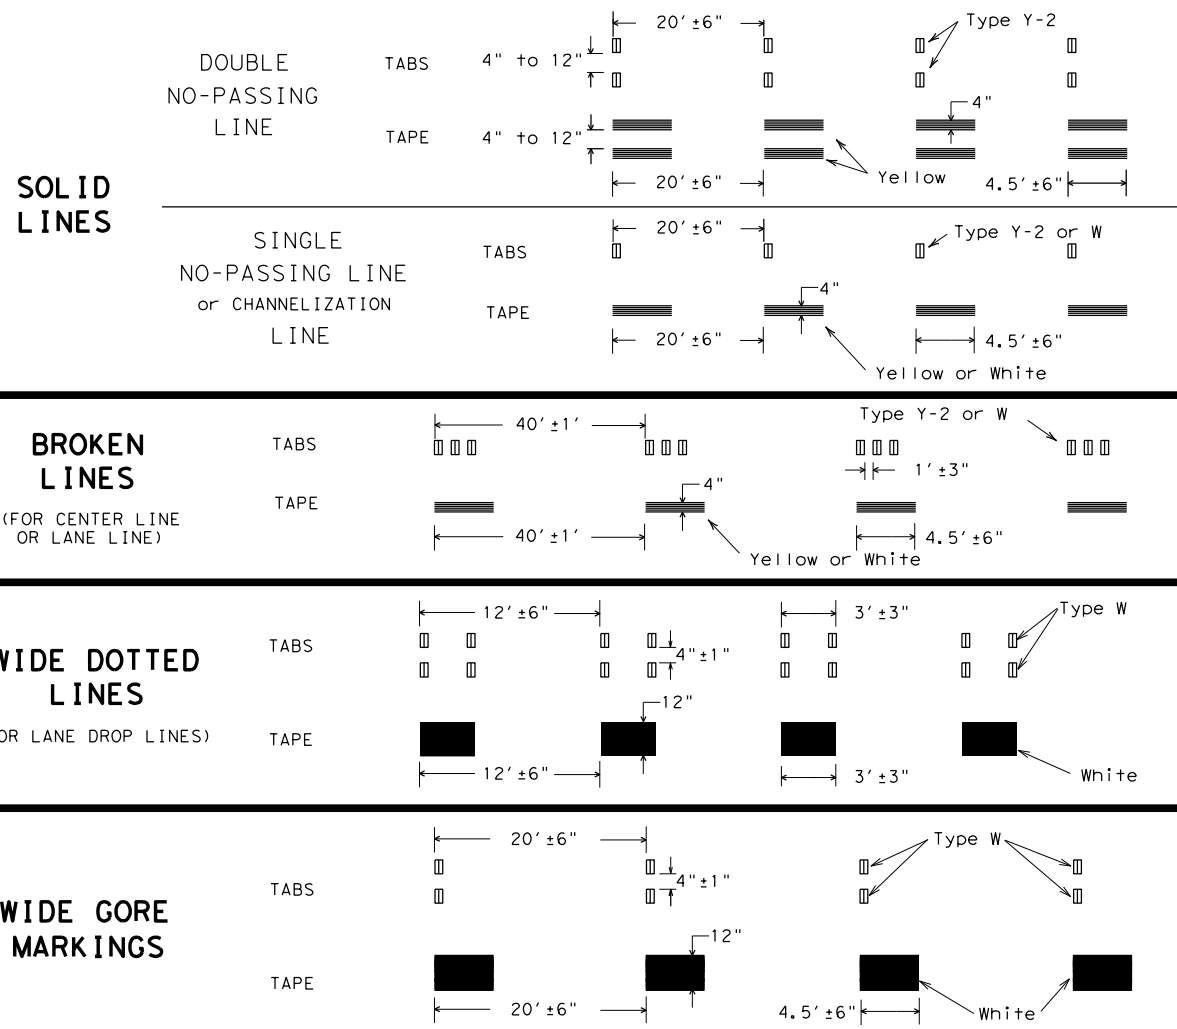 SOLID
LINES
DOUBLE
NO-PASSING
LINE
TABS
4" to 12"
20'±6"
Type Y-2
TAPE
4" to 12"
4"
Yellow
20'±6"
4.5'±6"
SINGLE
NO-PASSING LINE
or CHANNELIZATION
LINE
TABS
20'±6"
Type Y-2 or W
TAPE
4"
20'±6"
4.5'±6"
Yellow or White
BROKEN
LINES
(FOR CENTER LINE
OR LANE LINE)
TABS
40'±1'
Type Y-2 or W
1'±3"
TAPE
4"
40'±1'
4.5'±6"
Yellow or White
WIDE DOTTED
LINES
OR LANE DROP LINES)
TABS
12'±6"
3'±3"
Type W
4"±1"
TAPE
12"
12'±6"
3'±3"
White
WIDE GORE
MARKINGS
TABS
20'±6"
Type W
4"±1"
TAPE
12"
20'±6"
4.5'±6"
White